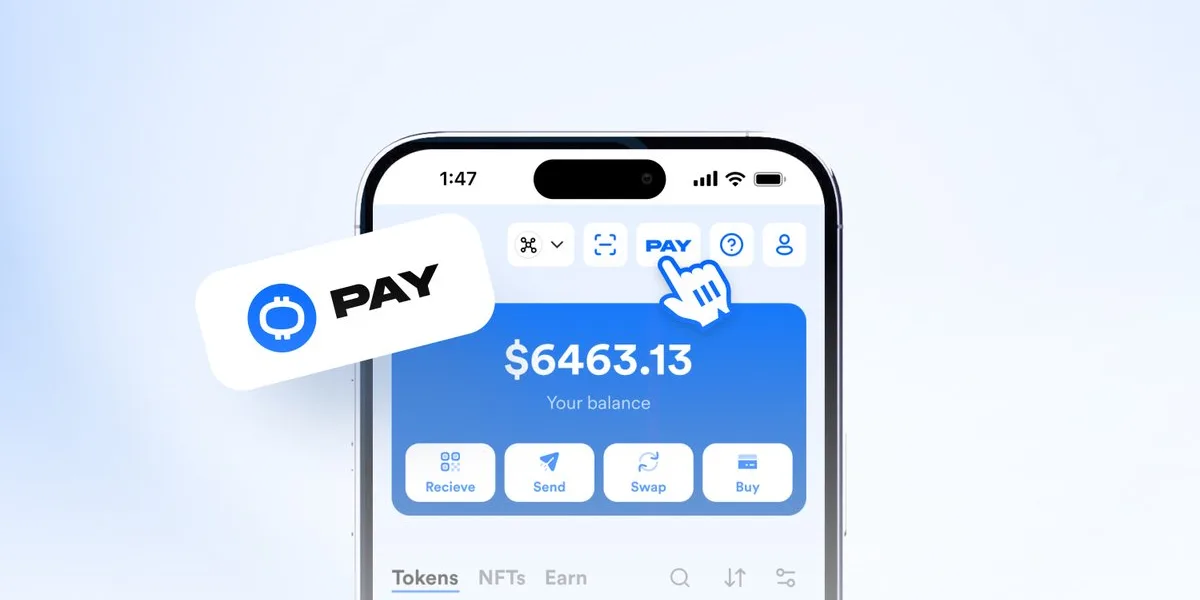 1:47
PAY
PAY
$6463.13
Your balance
Recieve Send Swap Buy
Tokens NFTs Earn